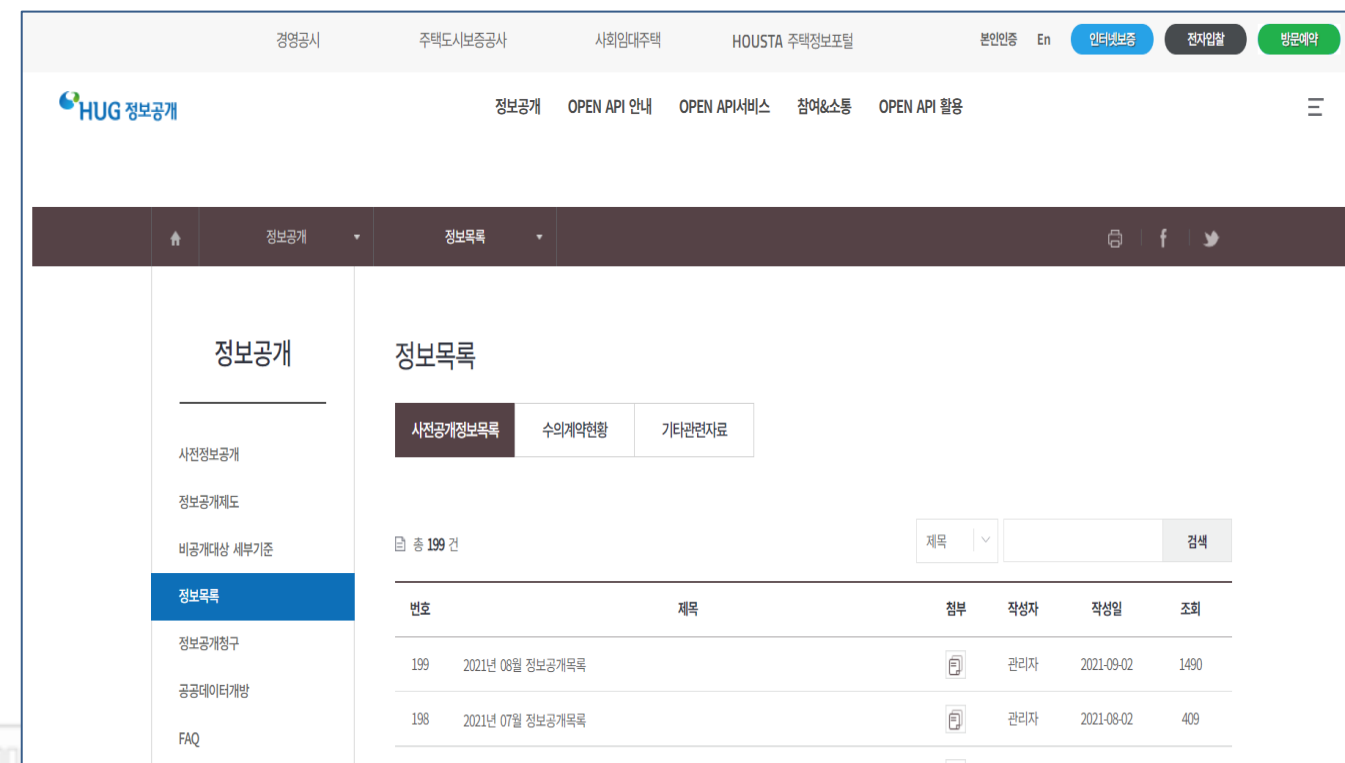 경영공시 주택도시보증공사 사회임대주택 HOUSTA 주택정보포털 본인인증 En 인터넷보증 전자입찰 방문예약
HUG 정보공개 정보공개 OPEN API 안내 OPEN API서비스 참여&소통 OPEN API 활용
정보공개 정보목록
정보공개
사전정보공개
정보공개제도
비공개대상 세부기준
정보목록
정보공개청구
공공데이터개방
FAQ
정보목록
사전공개정보목록 수의계약현황 기타관련자료
총 199 건 제목 검색
번호 제목 첨부 작성자 작성일 조회
199 2021년 08월 정보공개목록 관리자 2021-09-02 1490
198 2021년 07월 정보공개목록 관리자 2021-08-02 409